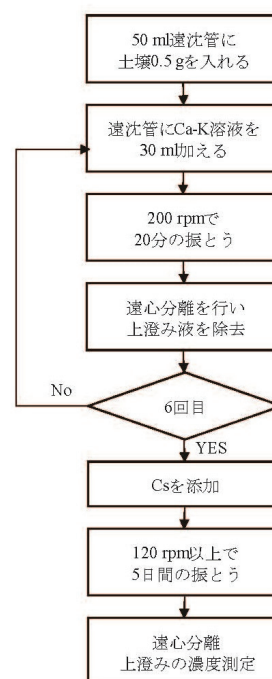 50 ml遠沈管に
土壌0.5 gを入れる
遠沈管にCa-K溶液を
30 ml加える
200 rpmで
20分の振とう
遠心分離を行い
上澄み液を除去
No
6回目
YES
Csを添加
120 rpm以上で
5日間の振とう
遠心分離
上澄みの濃度測定